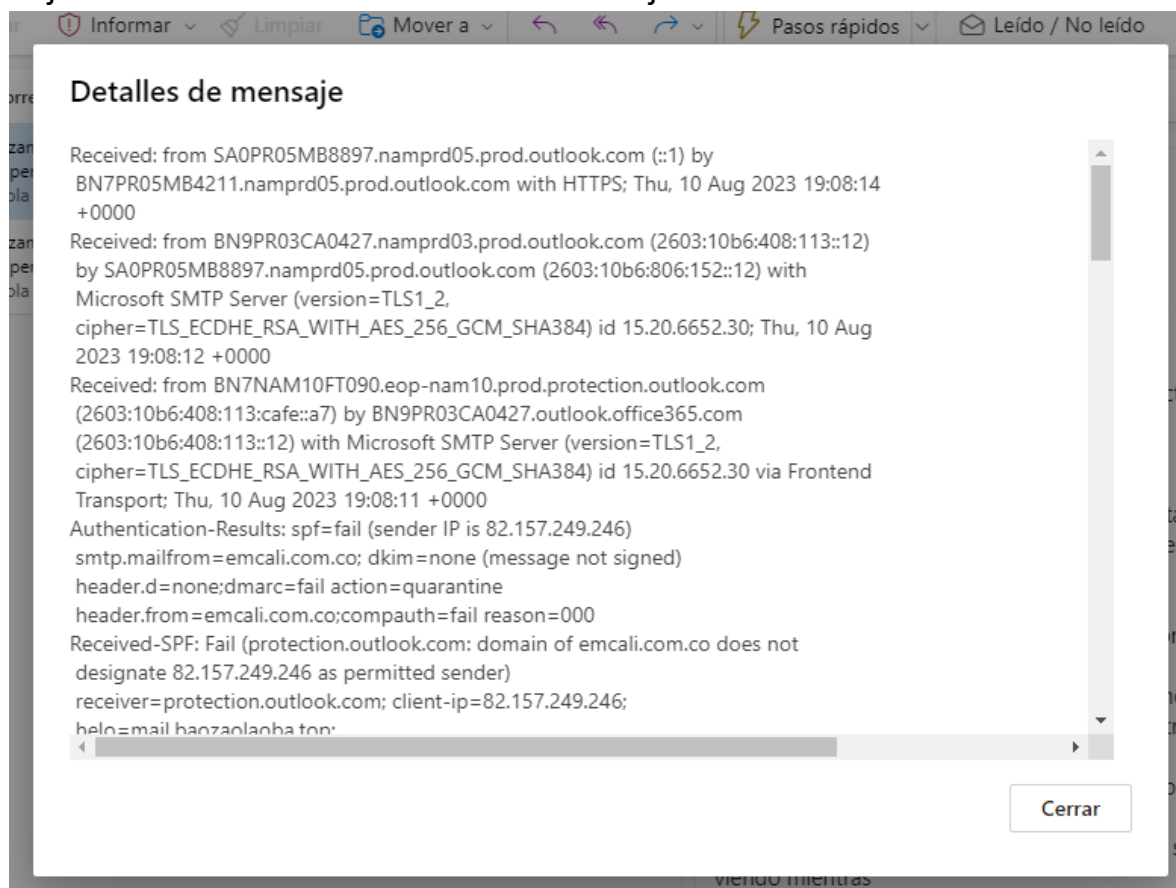 Informar
Limpiar
Mover a
Pasos rápidos
Leído / No leído
Detalles de mensaje
Received: from SA0PR05MB8897.namprd05.prod.outlook.com (::1) by
BN7PR05MB4211.namprd05.prod.outlook.com with HTTPS; Thu, 10 Aug 2023 19:08:14
+0000
Received: from BN9PR03CA0427.namprd03.prod.outlook.com (2603:10b6:408:113::12)
by SA0PR05MB8897.namprd05.prod.outlook.com (2603:10b6:806:152::12) with
Microsoft SMTP Server (version=TLS1_2,
cipher=TLS_ECDHE_RSA_WITH_AES_256_GCM_SHA384) id 15.20.6652.30; Thu, 10 Aug
2023 19:08:12 +0000
Received: from BN7NAM10FT090.eop-nam10.prod.protection.outlook.com
(2603:10b6:408:113:cafe::a7) by BN9PR03CA0427.outlook.office365.com
(2603:10b6:408:113::12) with Microsoft SMTP Server (version=TLS1_2,
cipher=TLS_ECDHE_RSA_WITH_AES_256_GCM_SHA384) id 15.20.6652.30 via Frontend
Transport; Thu, 10 Aug 2023 19:08:11 +0000
Authentication-Results: spf=fail (sender IP is 82.157.249.246)
smtp.mailfrom=emcali.com.co; dkim=none (message not signed)
header.d=none;dmarc=fail action=quarantine
header.from=emcali.com.co;compauth=fail reason=000
Received-SPF: Fail (protection.outlook.com: domain of emcali.com.co does not
designate 82.157.249.246 as permitted sender)
receiver=protection.outlook.com; client-ip=82.157.249.246;
helo=mail.baozaolaoba.top;
Cerrar
viendo mientras